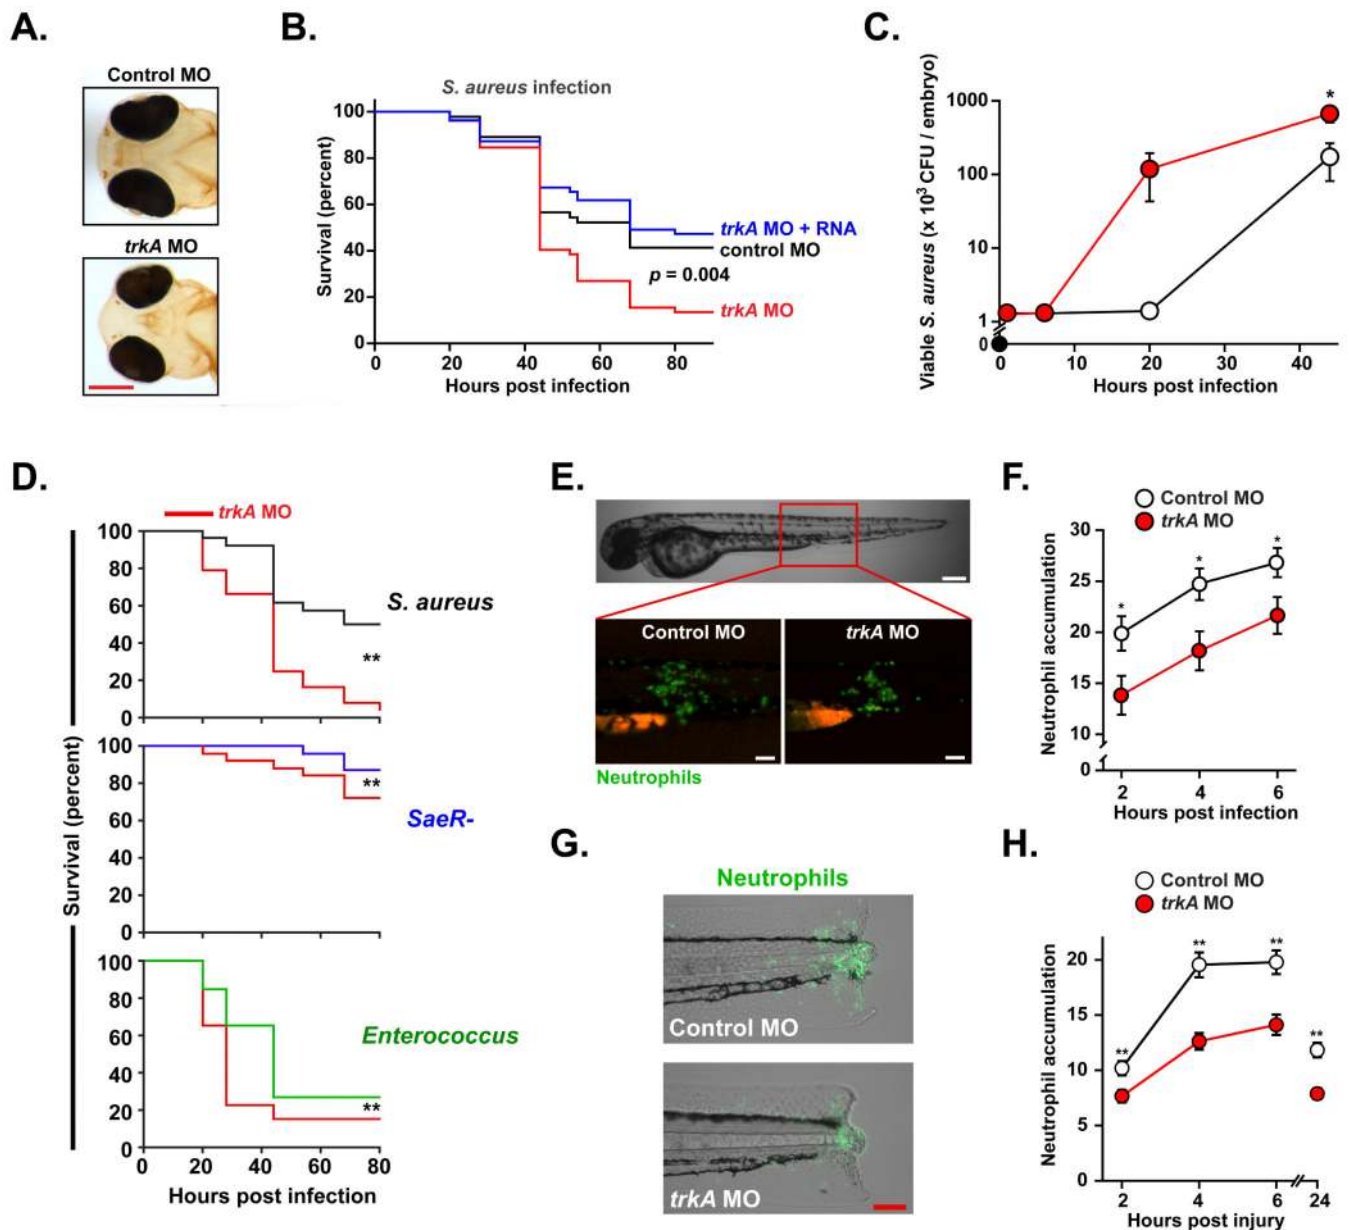 A.
Control MO
trkA MO
B.
S. aureus infection
Survival (percent)
100
80
60
40
20
0
0 20 40 60 80
Hours post infection
trkA MO + RNA
control MO
p = 0.004
trkA MO
C.
Viable S. aureus (x 10³ CFU / embryo)
1000
100
10
1
0
0 10 20 30 40
Hours post infection
*
D.
trkA MO
Survival (percent)
100
80
60
40
20
0
S. aureus
**
100
80
60
40
20
0
SaeR-
**
100
80
60
40
20
0
Enterococcus
**
0 20 40 60 80
Hours post infection
E.
Control MO
trkA MO
Neutrophils
F.
Control MO
trkA MO
Neutrophil accumulation
30
25
20
15
10
0
* * *
2 4 6
Hours post infection
G.
Neutrophils
Control MO
trkA MO
H.
Control MO
trkA MO
Neutrophil accumulation
20
15
10
5
0
** ** ** **
2 4 6 24
Hours post injury